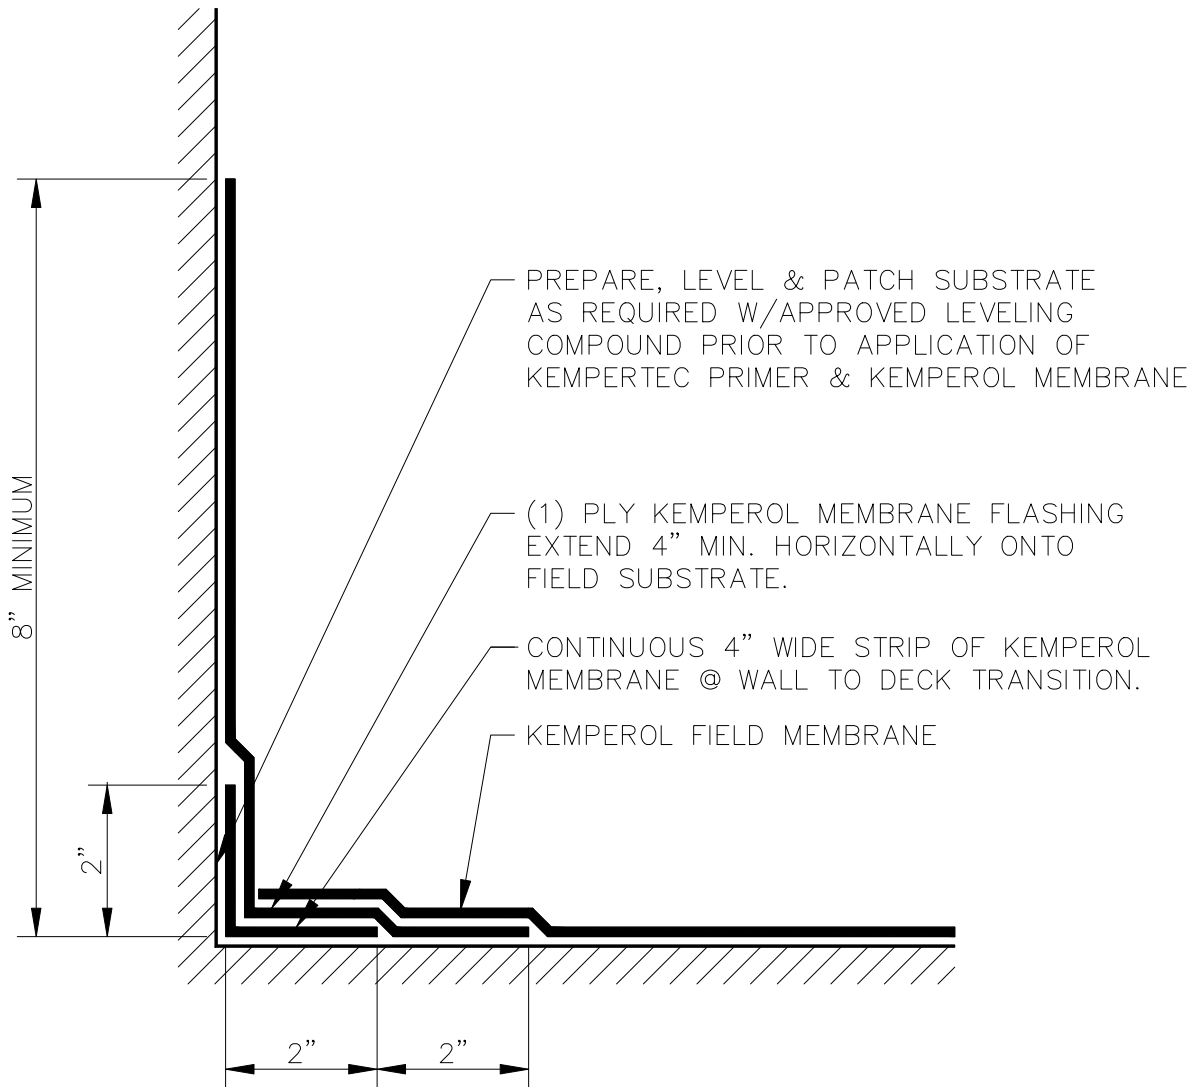 PREPARE, LEVEL & PATCH SUBSTRATE
AS REQUIRED W/APPROVED LEVELING
COMPOUND PRIOR TO APPLICATION OF
KEMPERTEC PRIMER & KEMPEROL MEMBRANE
(1) PLY KEMPEROL MEMBRANE FLASHING
EXTEND 4” MIN. HORIZONTALLY ONTO
FIELD SUBSTRATE.
CONTINUOUS 4” WIDE STRIP OF KEMPEROL
MEMBRANE @ WALL TO DECK TRANSITION.
KEMPEROL FIELD MEMBRANE
8” MINIMUM
2”
2”
2”